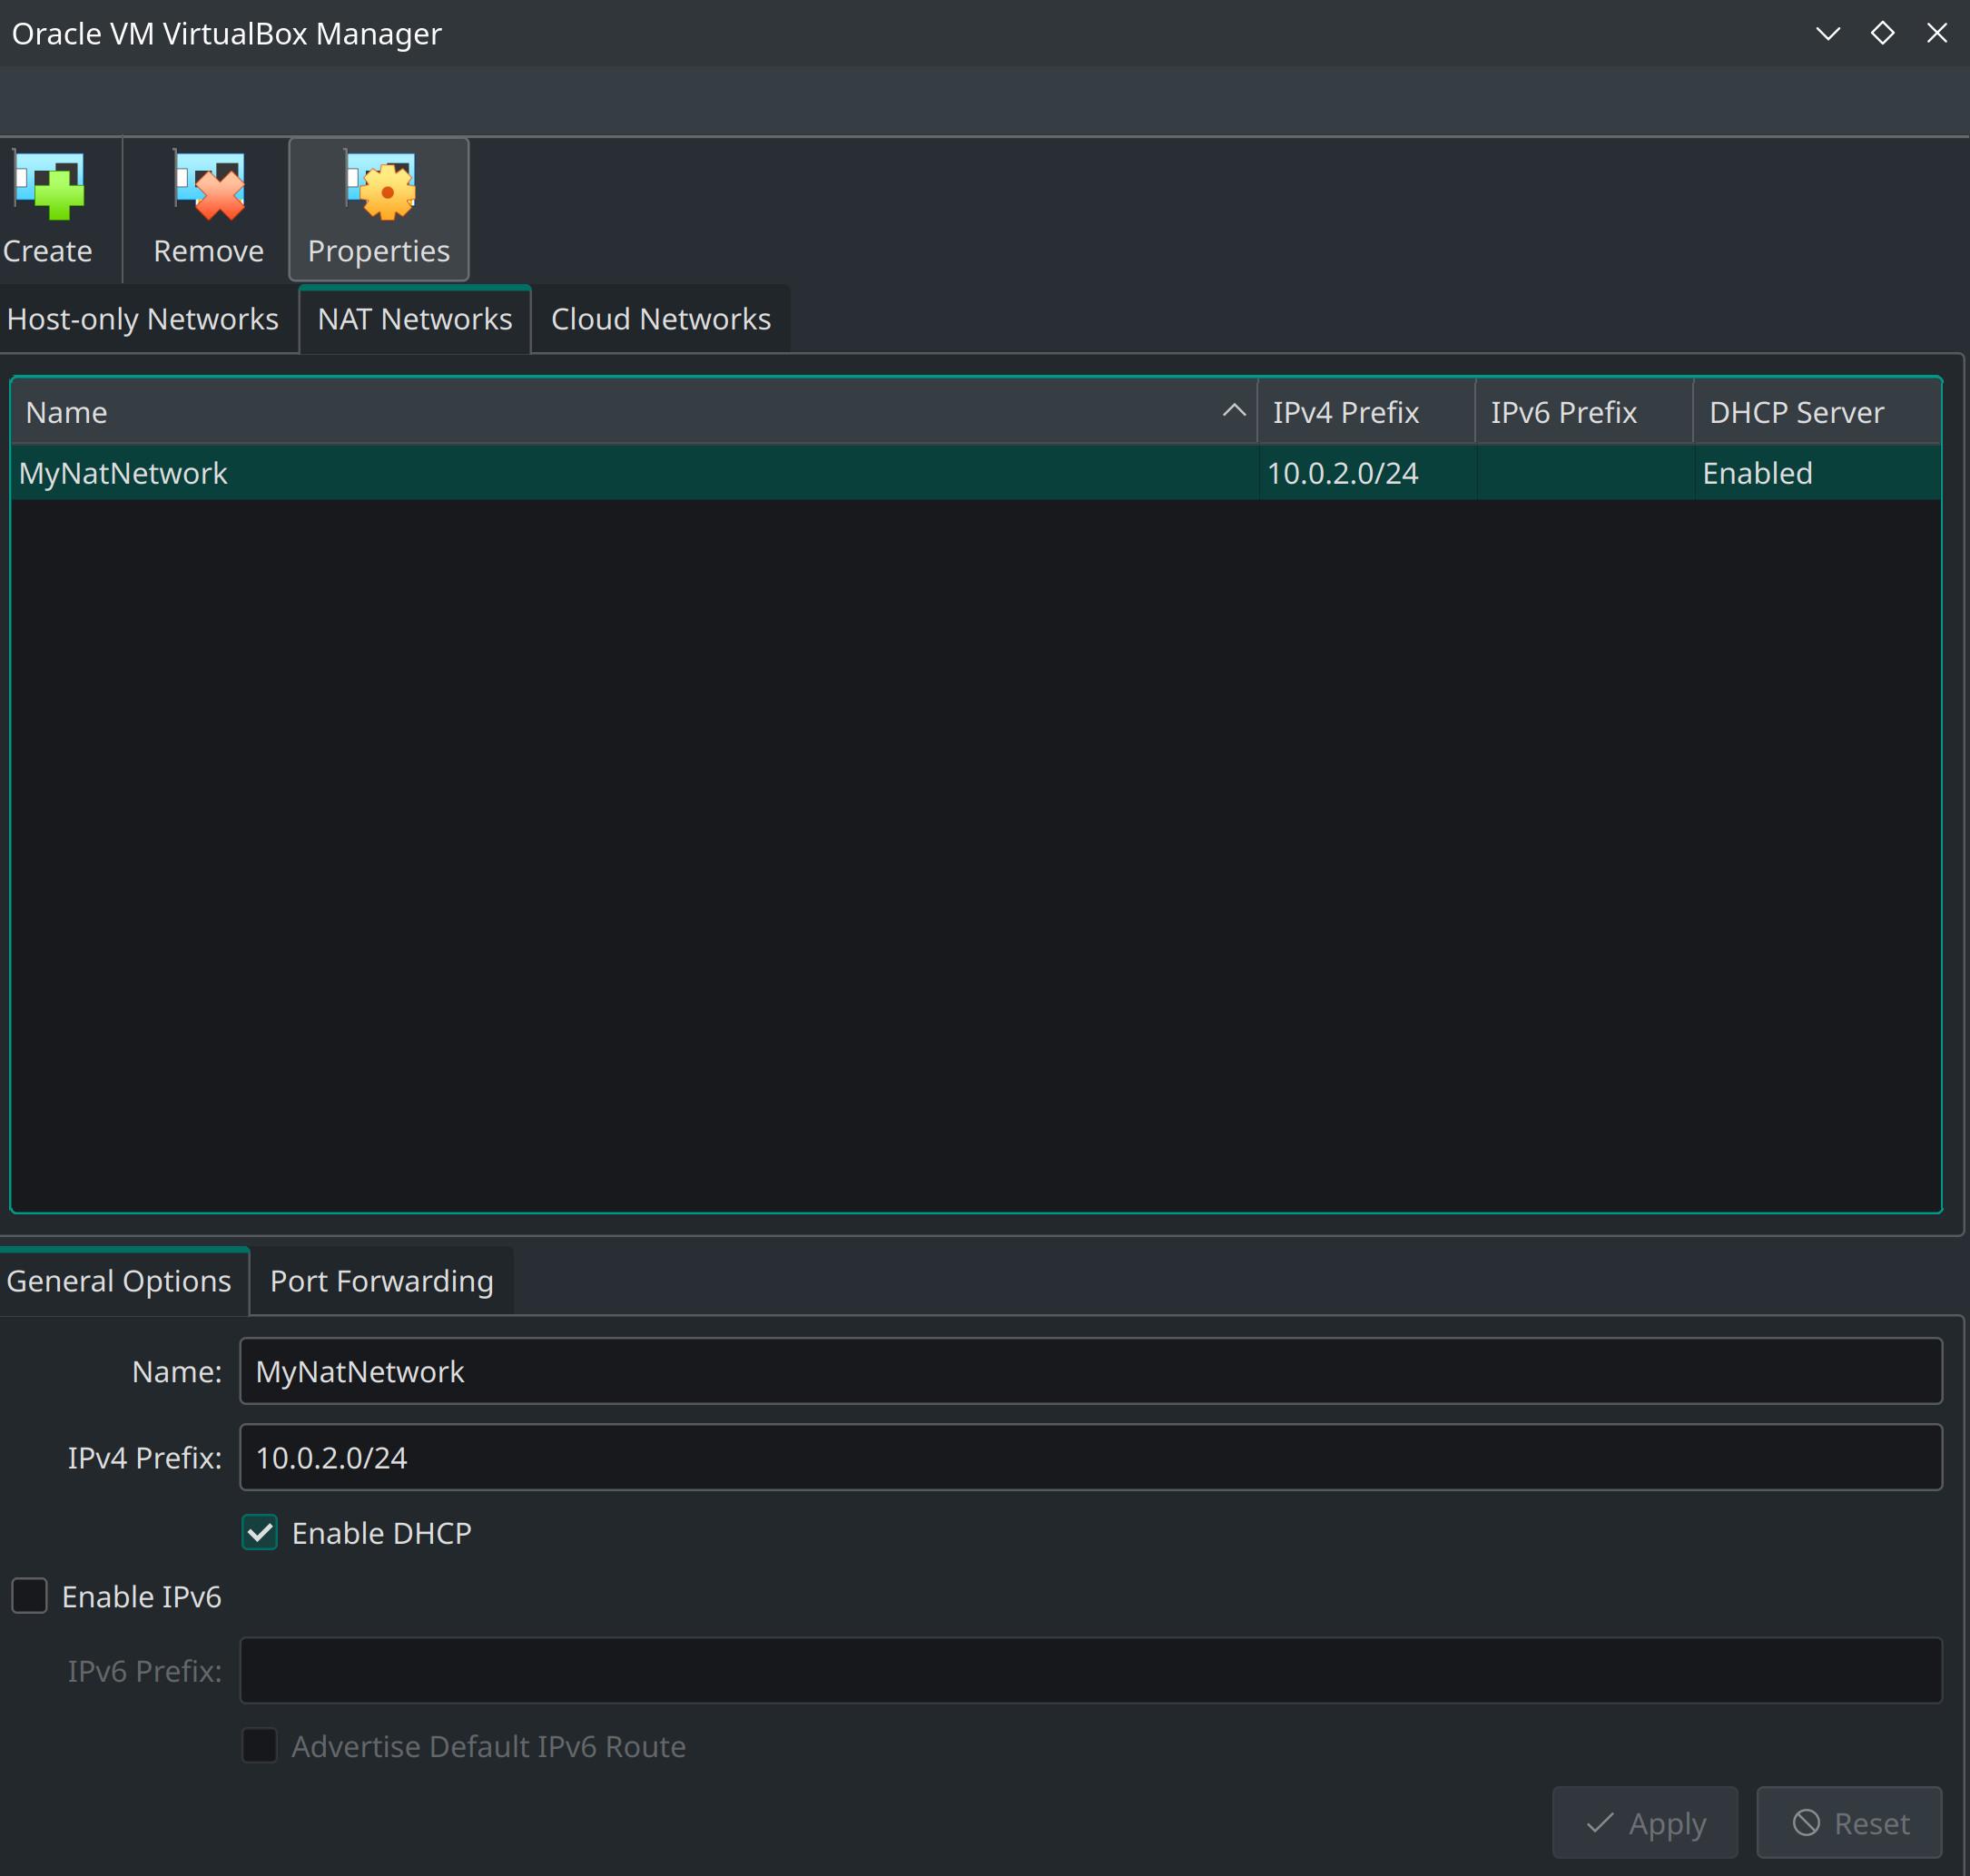 Oracle VM VirtualBox Manager
Create Remove Properties
Host-only Networks NAT Networks Cloud Networks
Name IPv4 Prefix IPv6 Prefix DHCP Server
MyNatNetwork 10.0.2.0/24 Enabled
General Options Port Forwarding
Name: MyNatNetwork
IPv4 Prefix: 10.0.2.0/24
Enable DHCP
Enable IPv6
IPv6 Prefix:
Advertise Default IPv6 Route
Apply Reset